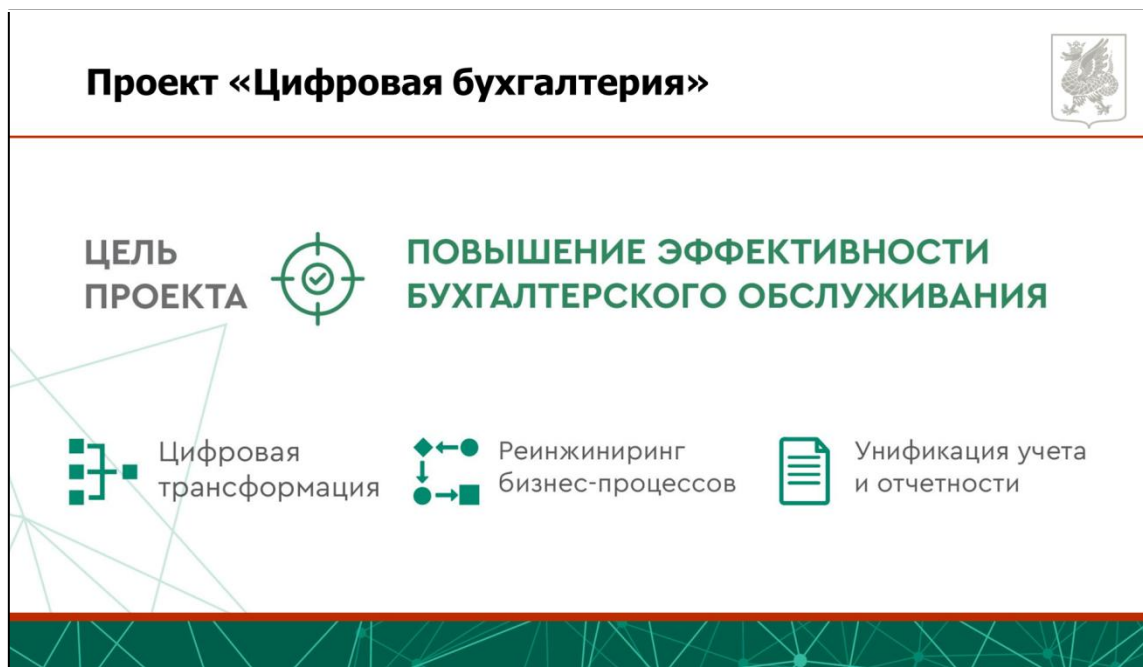 Проект «Цифровая бухгалтерия»
ЦЕЛЬ
ПРОЕКТА
ПОВЫШЕНИЕ ЭФФЕКТИВНОСТИ
БУХГАЛТЕРСКОГО ОБСЛУЖИВАНИЯ
Цифровая
трансформация
Реинжиниринг
бизнес-процессов
Унификация учета
и отчетности